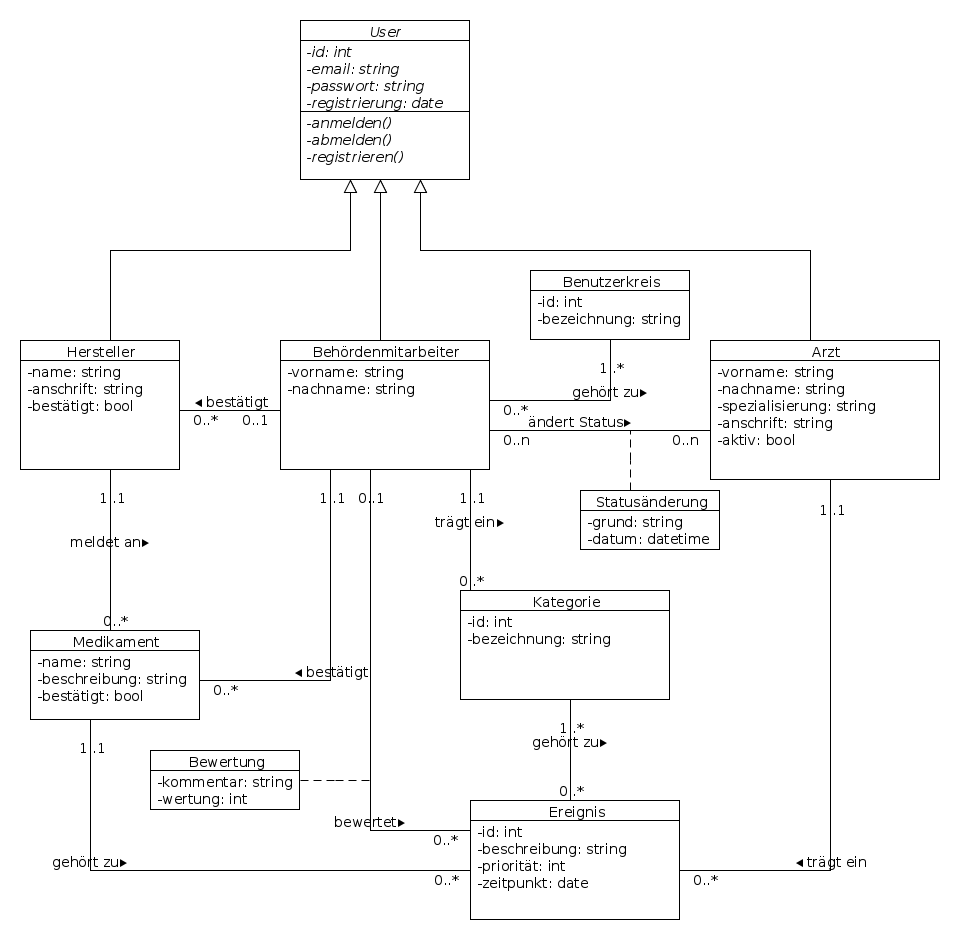 User
-id: int
-email: string
-passwort: string
-registrierung: date
-anmelden()
-abmelden()
-registrieren()
Benutzerkreis
-id: int
-bezeichnung: string
Hersteller
-name: string
-anschrift: string
-bestätigt: bool
Behördenmitarbeiter
-vorname: string
-nachname: string
Arzt
-vorname: string
-nachname: string
-spezialisierung: string
-anschrift: string
-aktiv: bool
1..*
gehört zu▶
0..*
◀ bestätigt
0..* 0..1
ändert Status▶
0..n 0..n
Statusänderung
-grund: string
-datum: datetime
1..1
meldet an▶
0..*
1..1
0..1
1..1
trägt ein▶
0..*
1..1
Kategorie
-id: int
-bezeichnung: string
Medikament
-name: string
-beschreibung: string
-bestätigt: bool
◀ bestätigt
0..*
1..*
gehört zu▶
0..*
1..1
Bewertung
-kommentar: string
-wertung: int
bewertet▶
0..*
Ereignis
-id: int
-beschreibung: string
-priorität: int
-zeitpunkt: date
gehört zu▶
0..*
◀ trägt ein
0..*